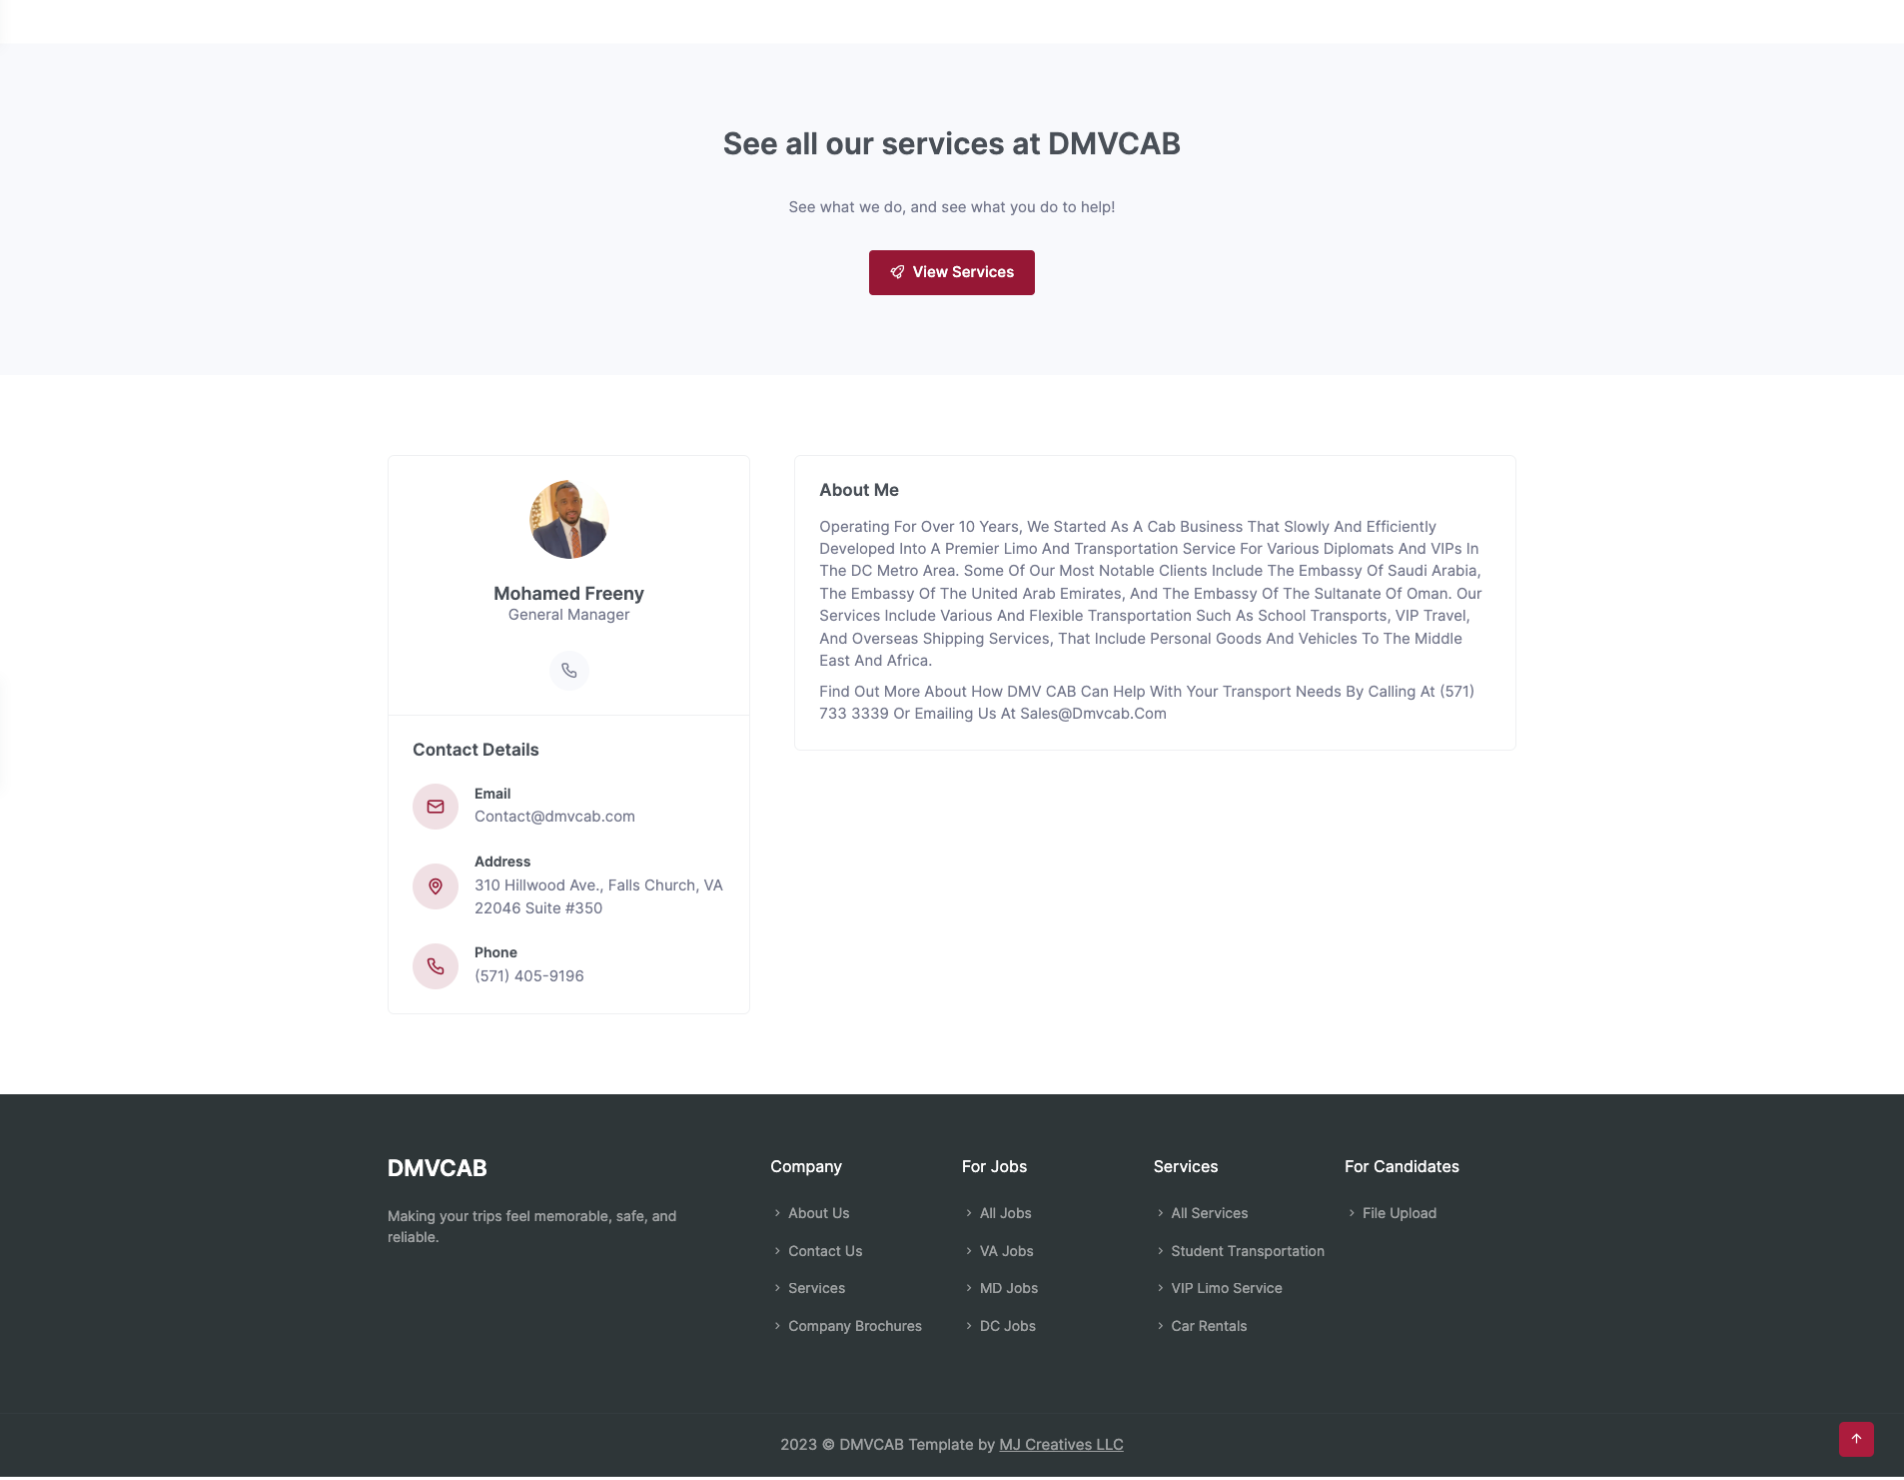 See all our services at DMVCAB
See what we do, and see what you do to help!
View Services
Mohamed Freeny
General Manager
Contact Details
Email
Contact@dmvcab.com
Address
310 Hillwood Ave., Falls Church, VA
22046 Suite #350
Phone
(571) 405-9196
About Me
Operating For Over 10 Years, We Started As A Cab Business That Slowly And Efficiently
Developed Into A Premier Limo And Transportation Service For Various Diplomats And VIPs In
The DC Metro Area. Some Of Our Most Notable Clients Include The Embassy Of Saudi Arabia,
The Embassy Of The United Arab Emirates, And The Embassy Of The Sultanate Of Oman. Our
Services Include Various And Flexible Transportation Such As School Transports, VIP Travel,
And Overseas Shipping Services, That Include Personal Goods And Vehicles To The Middle
East And Africa.
Find Out More About How DMV CAB Can Help With Your Transport Needs By Calling At (571)
733 3339 Or Emailing Us At Sales@Dmvcab.Com
DMVCAB
Making your trips feel memorable, safe, and
reliable.
Company
About Us
Contact Us
Services
Company Brochures
For Jobs
All Jobs
VA Jobs
MD Jobs
DC Jobs
Services
All Services
Student Transportation
VIP Limo Service
Car Rentals
For Candidates
File Upload
2023 © DMVCAB Template by MJ Creatives LLC